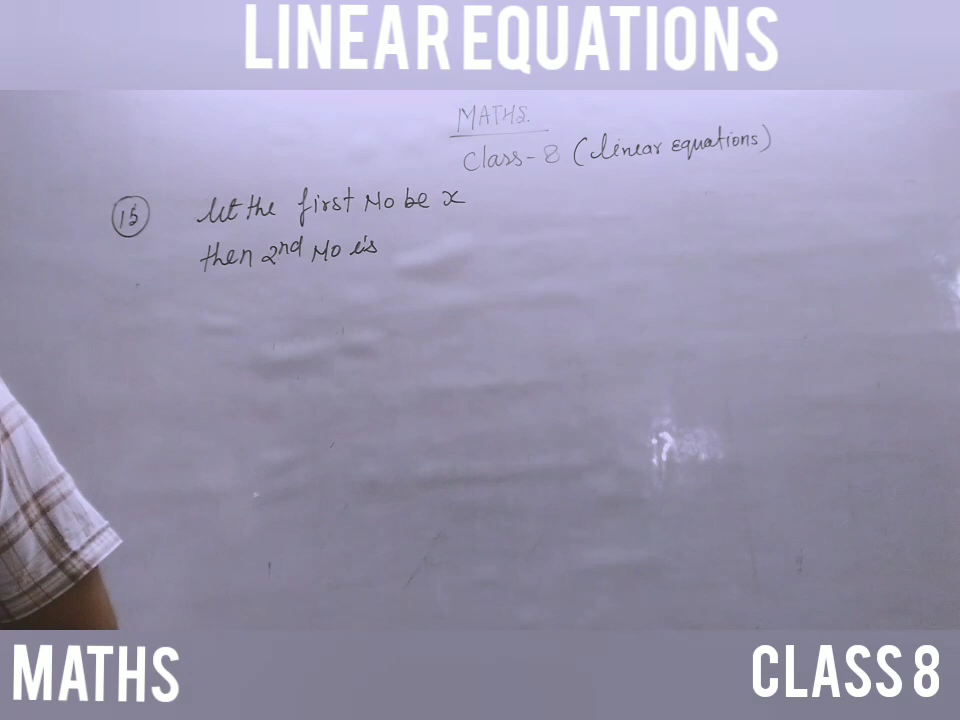 LINEAR EQUATIONS
MATHS.
Class-8 (linear equations)
15 let the first No be x
then 2nd No is
MATHS
CLASS 8